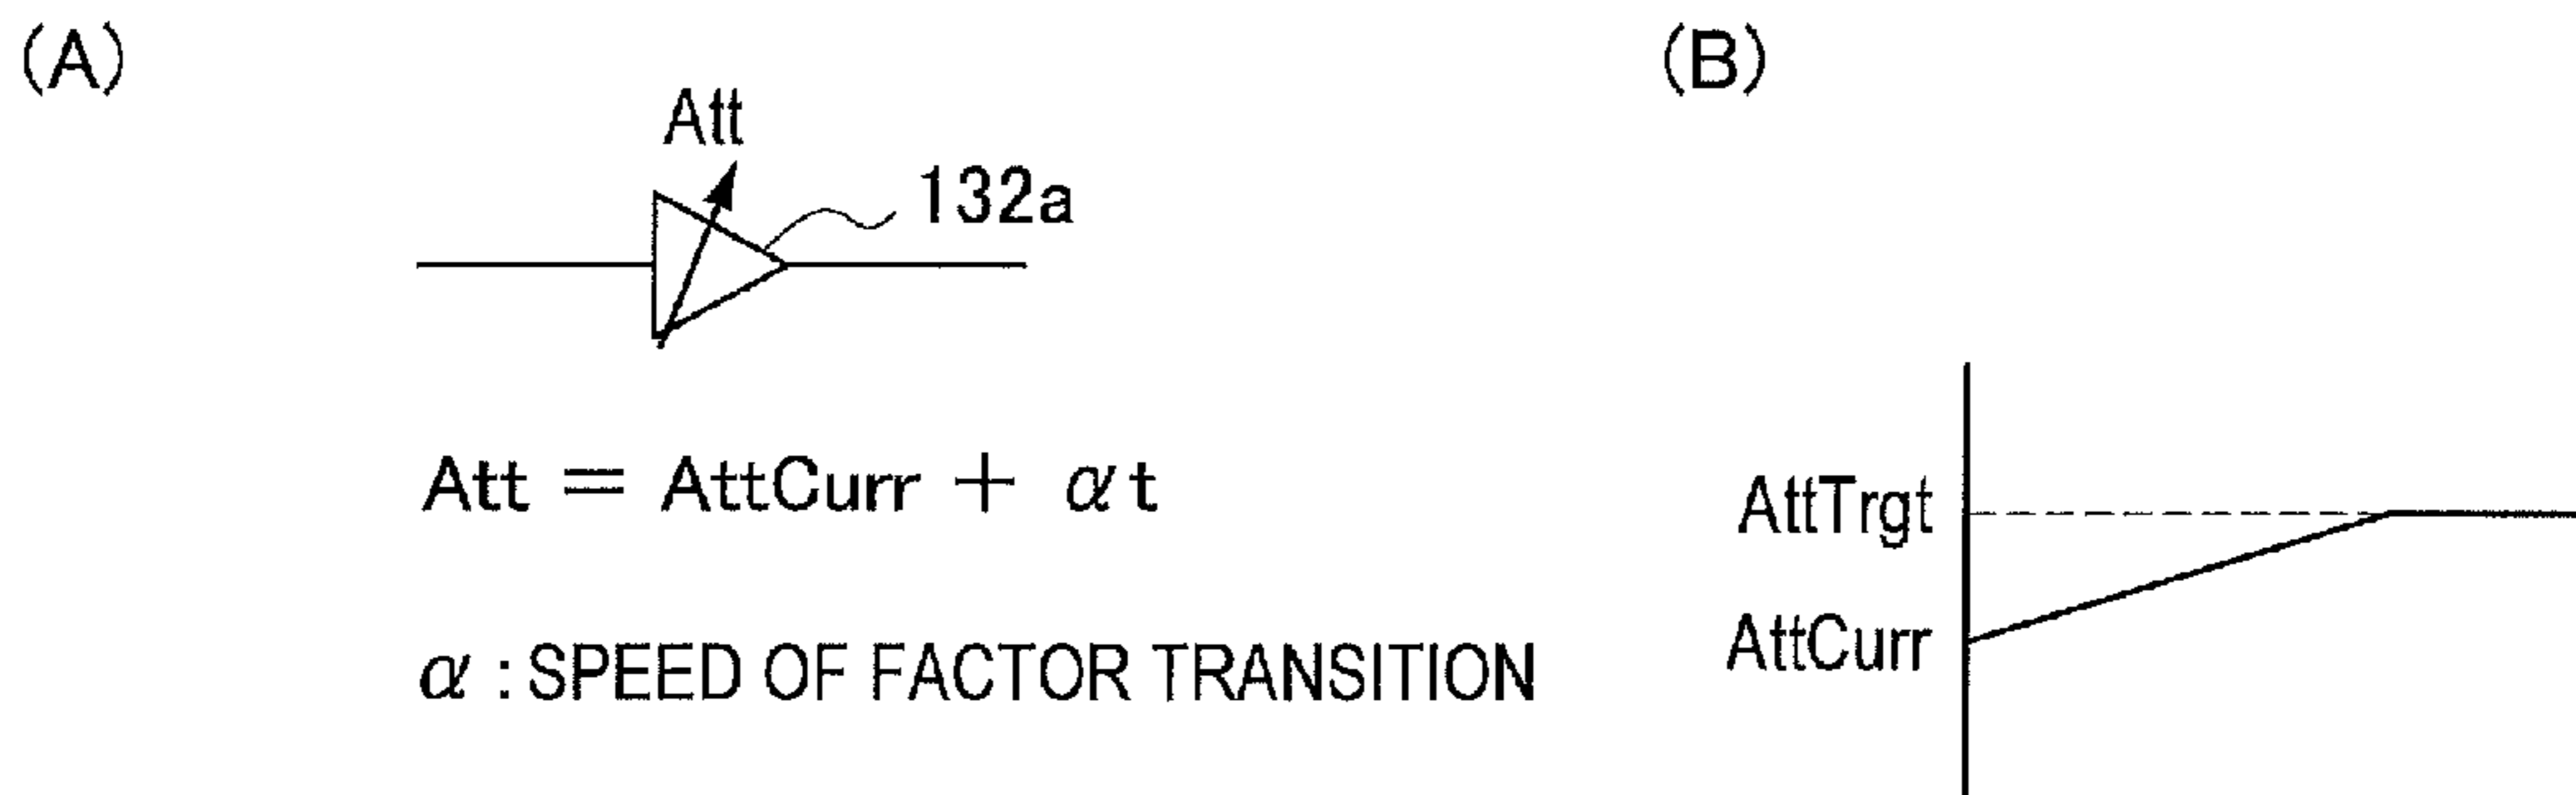 (A)
Att
132a
Att = AttCurr + αt
α : SPEED OF FACTOR TRANSITION
(B)
AttTrgt
AttCurr